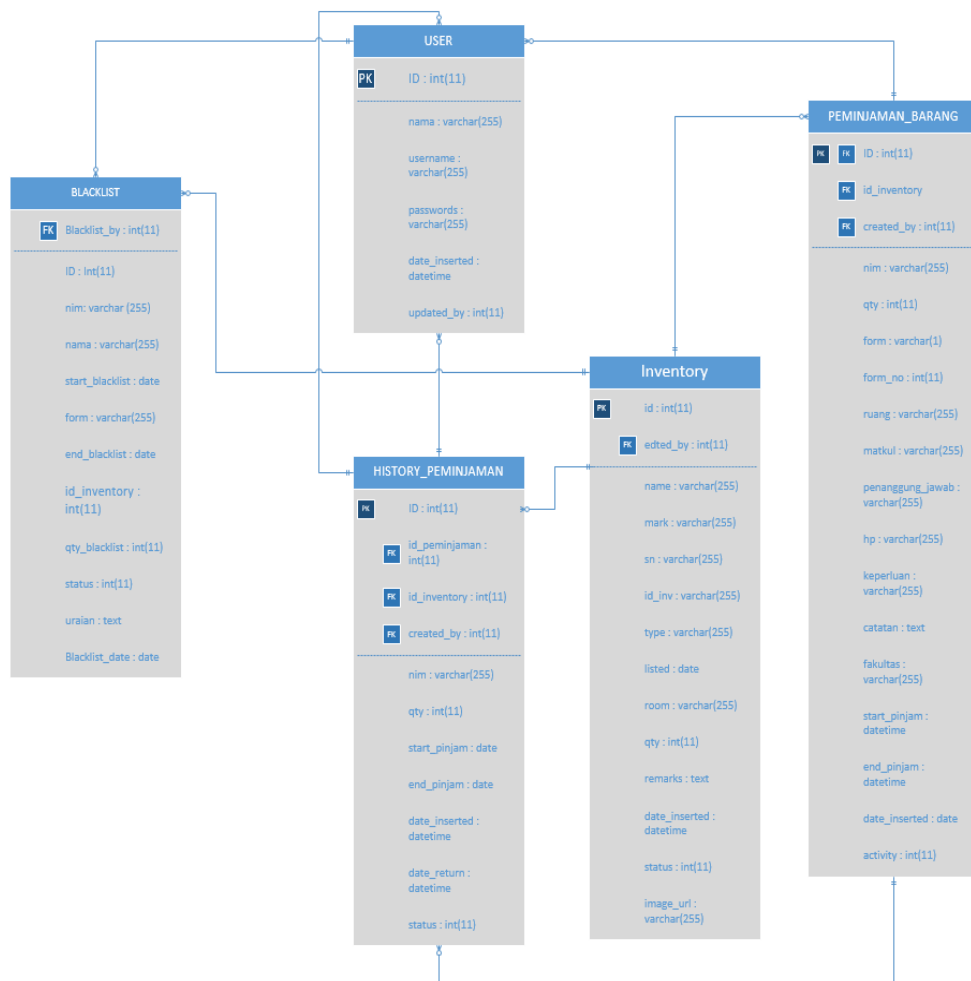 USER
PK ID : int(11)
nama : varchar(255)
username :
varchar(255)
passwords :
varchar(255)
date_inserted :
datetime
updated_by : int(11)
PEMINJAMAN_BARANG
PK FK ID : int(11)
FK id_inventory
FK created_by : int(11)
nim : varchar(255)
qty : int(11)
form : varchar(1)
form_no : int(11)
ruang : varchar(255)
matkul : varchar(255)
penanggung_jawab :
varchar(255)
hp : varchar(255)
keperluan :
varchar(255)
catatan : text
fakultas :
varchar(255)
start_pinjam :
datetime
end_pinjam :
datetime
date_inserted : date
activity : int(11)
BLACKLIST
FK Blacklist_by : int(11)
ID : Int(11)
nim: varchar (255)
nama : varchar(255)
start_blacklist : date
form : varchar(255)
end_blacklist : date
id_inventory :
int(11)
qty_blacklist : int(11)
status : int(11)
uraian : text
Blacklist_date : date
Inventory
PK id : int(11)
FK edted_by : int(11)
name : varchar(255)
mark : varchar(255)
sn : varchar(255)
id_inv : varchar(255)
type : varchar(255)
listed : date
room : varchar(255)
qty : int(11)
remarks : text
date_inserted :
datetime
status : int(11)
image_url :
varchar(255)
HISTORY_PEMINJAMAN
PK ID : int(11)
FK id_peminjaman :
int(11)
FK id_inventory : int(11)
FK created_by : int(11)
nim : varchar(255)
qty : int(11)
start_pinjam : date
end_pinjam : date
date_inserted :
datetime
date_return :
datetime
status : int(11)